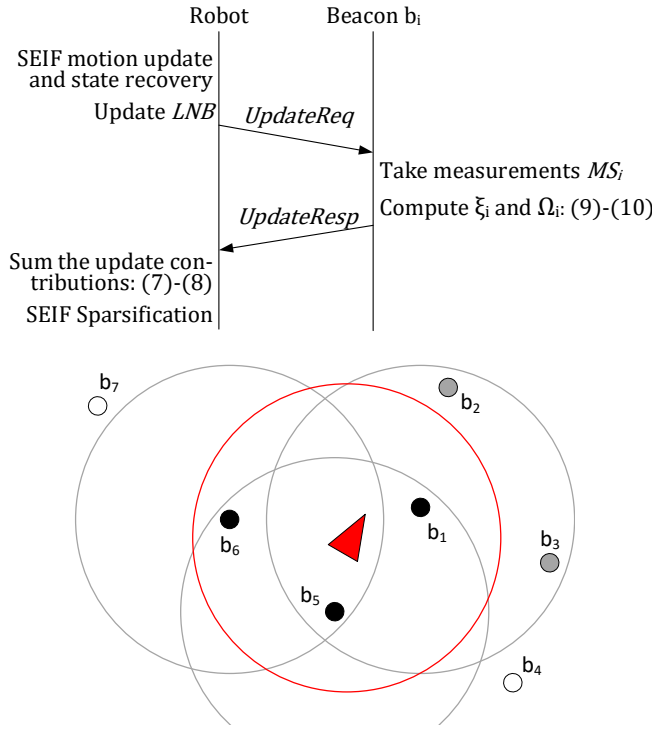 Robot
Beacon bᵢ
SEIF motion update
and state recovery
Update LNB
UpdateReq
Take measurements MSᵢ
Compute ξᵢ and Ωᵢ: (9)-(10)
UpdateResp
Sum the update con-
tributions: (7)-(8)
SEIF Sparsification
b₇
b₂
b₁
b₆
b₃
b₅
b₄